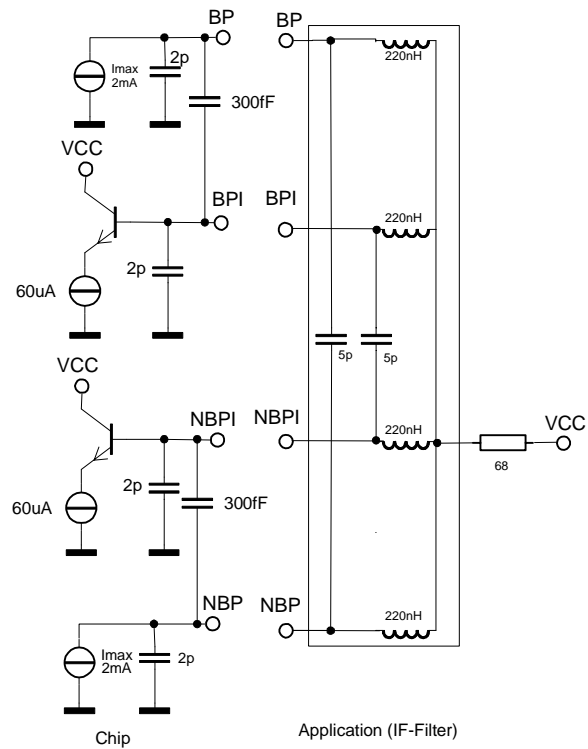 BP
BP
2p
Imax
2mA
220nH
300fF
VCC
BPI
BPI
220nH
2p
60uA
5p
5p
VCC
NBPI
NBPI
220nH
VCC
68
2p
300fF
60uA
NBP
NBP
220nH
Imax
2mA
2p
Chip
Application (IF-Filter)